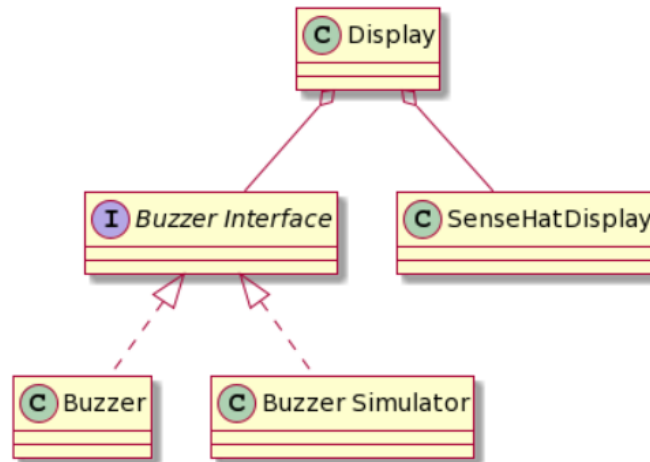 C Display
I Buzzer Interface
C SenseHatDisplay
C Buzzer
C Buzzer Simulator